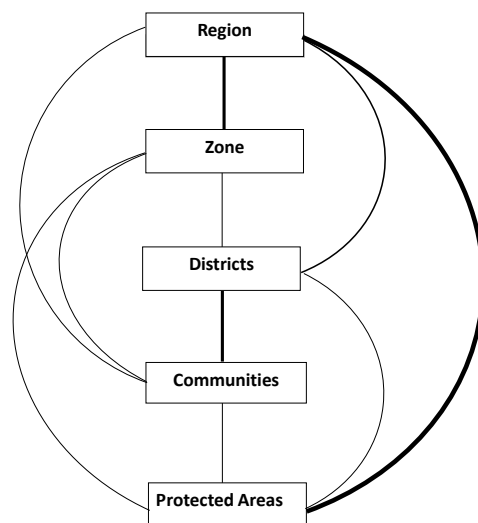 Region
Zone
Districts
Communities
Protected Areas